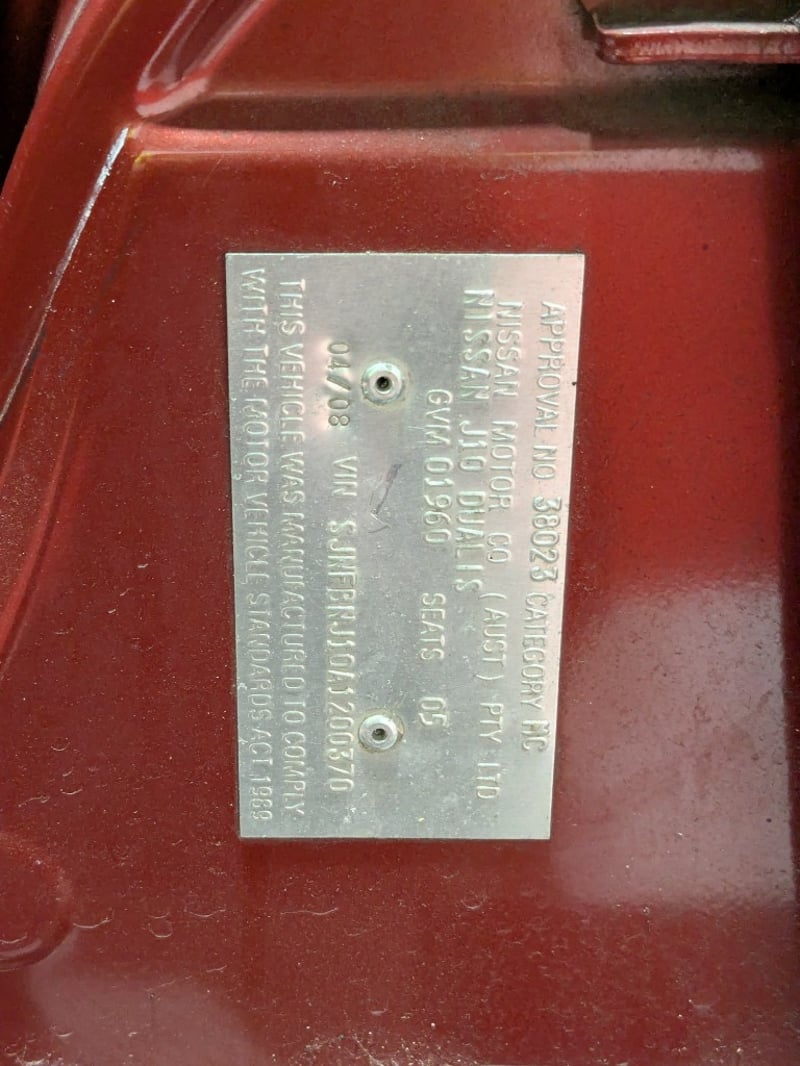 APPROVAL NO 38023 CATEGORY MC
NISSAN MOTOR CO (AUST) PTY LTD
NISSAN J10 DUALIS
GVM 01960 SEATS 05
04/08 VIN SJNFBNJ10A1200370
THIS VEHICLE WAS MANUFACTURED TO COMPLY
WITH THE MOTOR VEHICLE STANDARDS ACT 1989